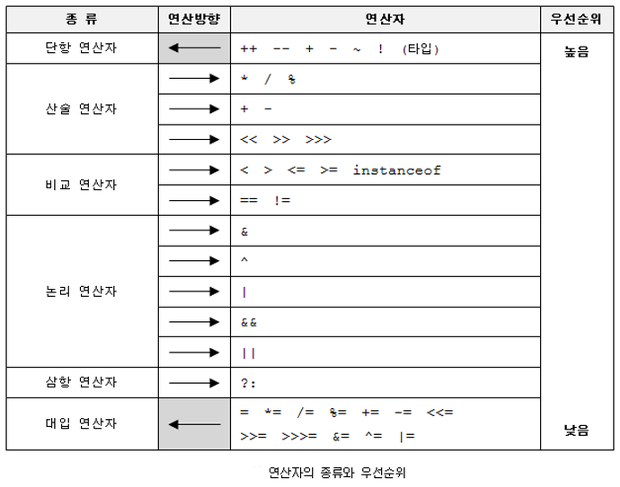 종 류 연산방향 연산자 우선순위
단항 연산자 ++ -- + - ~ ! (타입) 높음
* / %
산술 연산자 + -
<< >> >>>
비교 연산자 < > <= >= instanceof
== !=
&
^
논리 연산자 |
&&
||
삼항 연산자 ?:
대입 연산자 = *= /= %= += -= <<=
>>= >>>= &= ^= |= 낮음
연산자의 종류와 우선순위